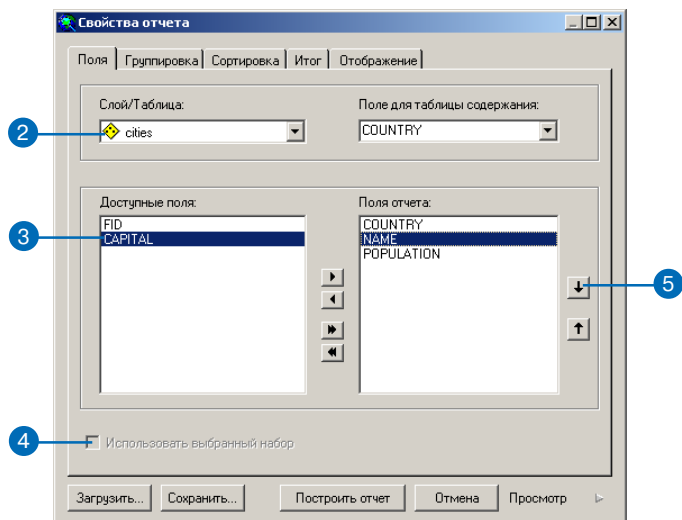 Свойства отчета
Поля Группировка Сортировка Итог Отображение
Слой/Таблица: Поле для таблицы содержания:
2 cities COUNTRY
Доступные поля: Поля отчета:
FID COUNTRY
3 CAPITAL NAME
POPULATION
5
4 Использовать выбранный набор
Загрузить... Сохранить... Построить отчет Отмена Просмотр